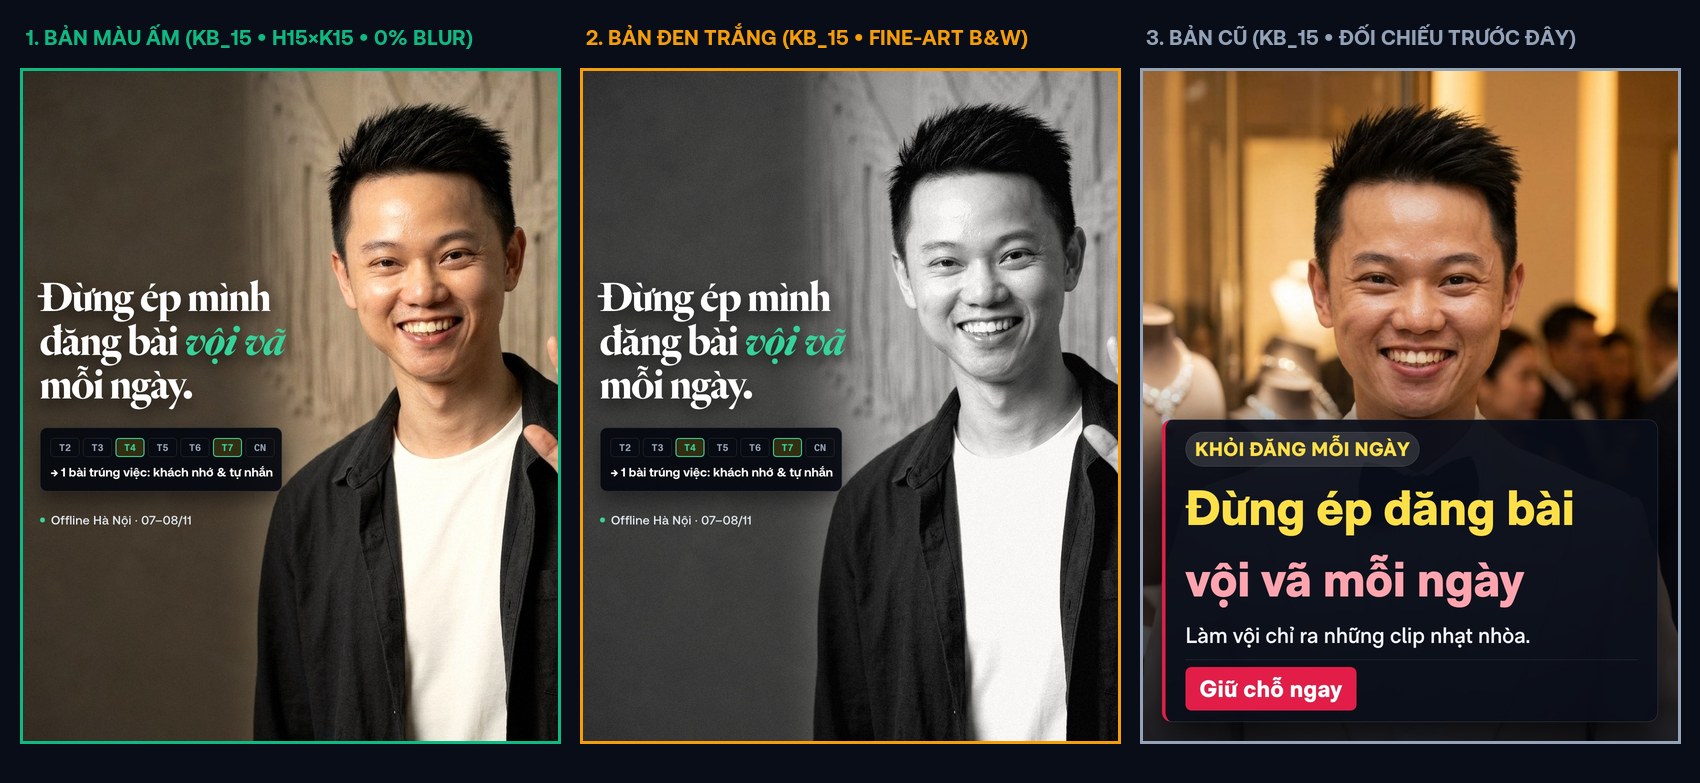 1. BẢN MÀU ẤM (KB_15 • H15×K15 • 0% BLUR)
Đừng ép mình
đăng bài vội vã
mỗi ngày.
T2 T3 T4 T5 T6 T7 CN
→ 1 bài trúng việc: khách nhớ & tự nhắn
• Offline Hà Nội · 07–08/11
2. BẢN ĐEN TRẮNG (KB_15 • FINE-ART B&W)
Đừng ép mình
đăng bài vội vã
mỗi ngày.
T2 T3 T4 T5 T6 T7 CN
→ 1 bài trúng việc: khách nhớ & tự nhắn
• Offline Hà Nội · 07–08/11
3. BẢN CŨ (KB_15 • ĐỐI CHIẾU TRƯỚC ĐÂY)
KHỎI ĐĂNG MỖI NGÀY
Đừng ép đăng bài
vội vã mỗi ngày
Làm vội chỉ ra những clip nhạt nhòa.
Giữ chỗ ngay